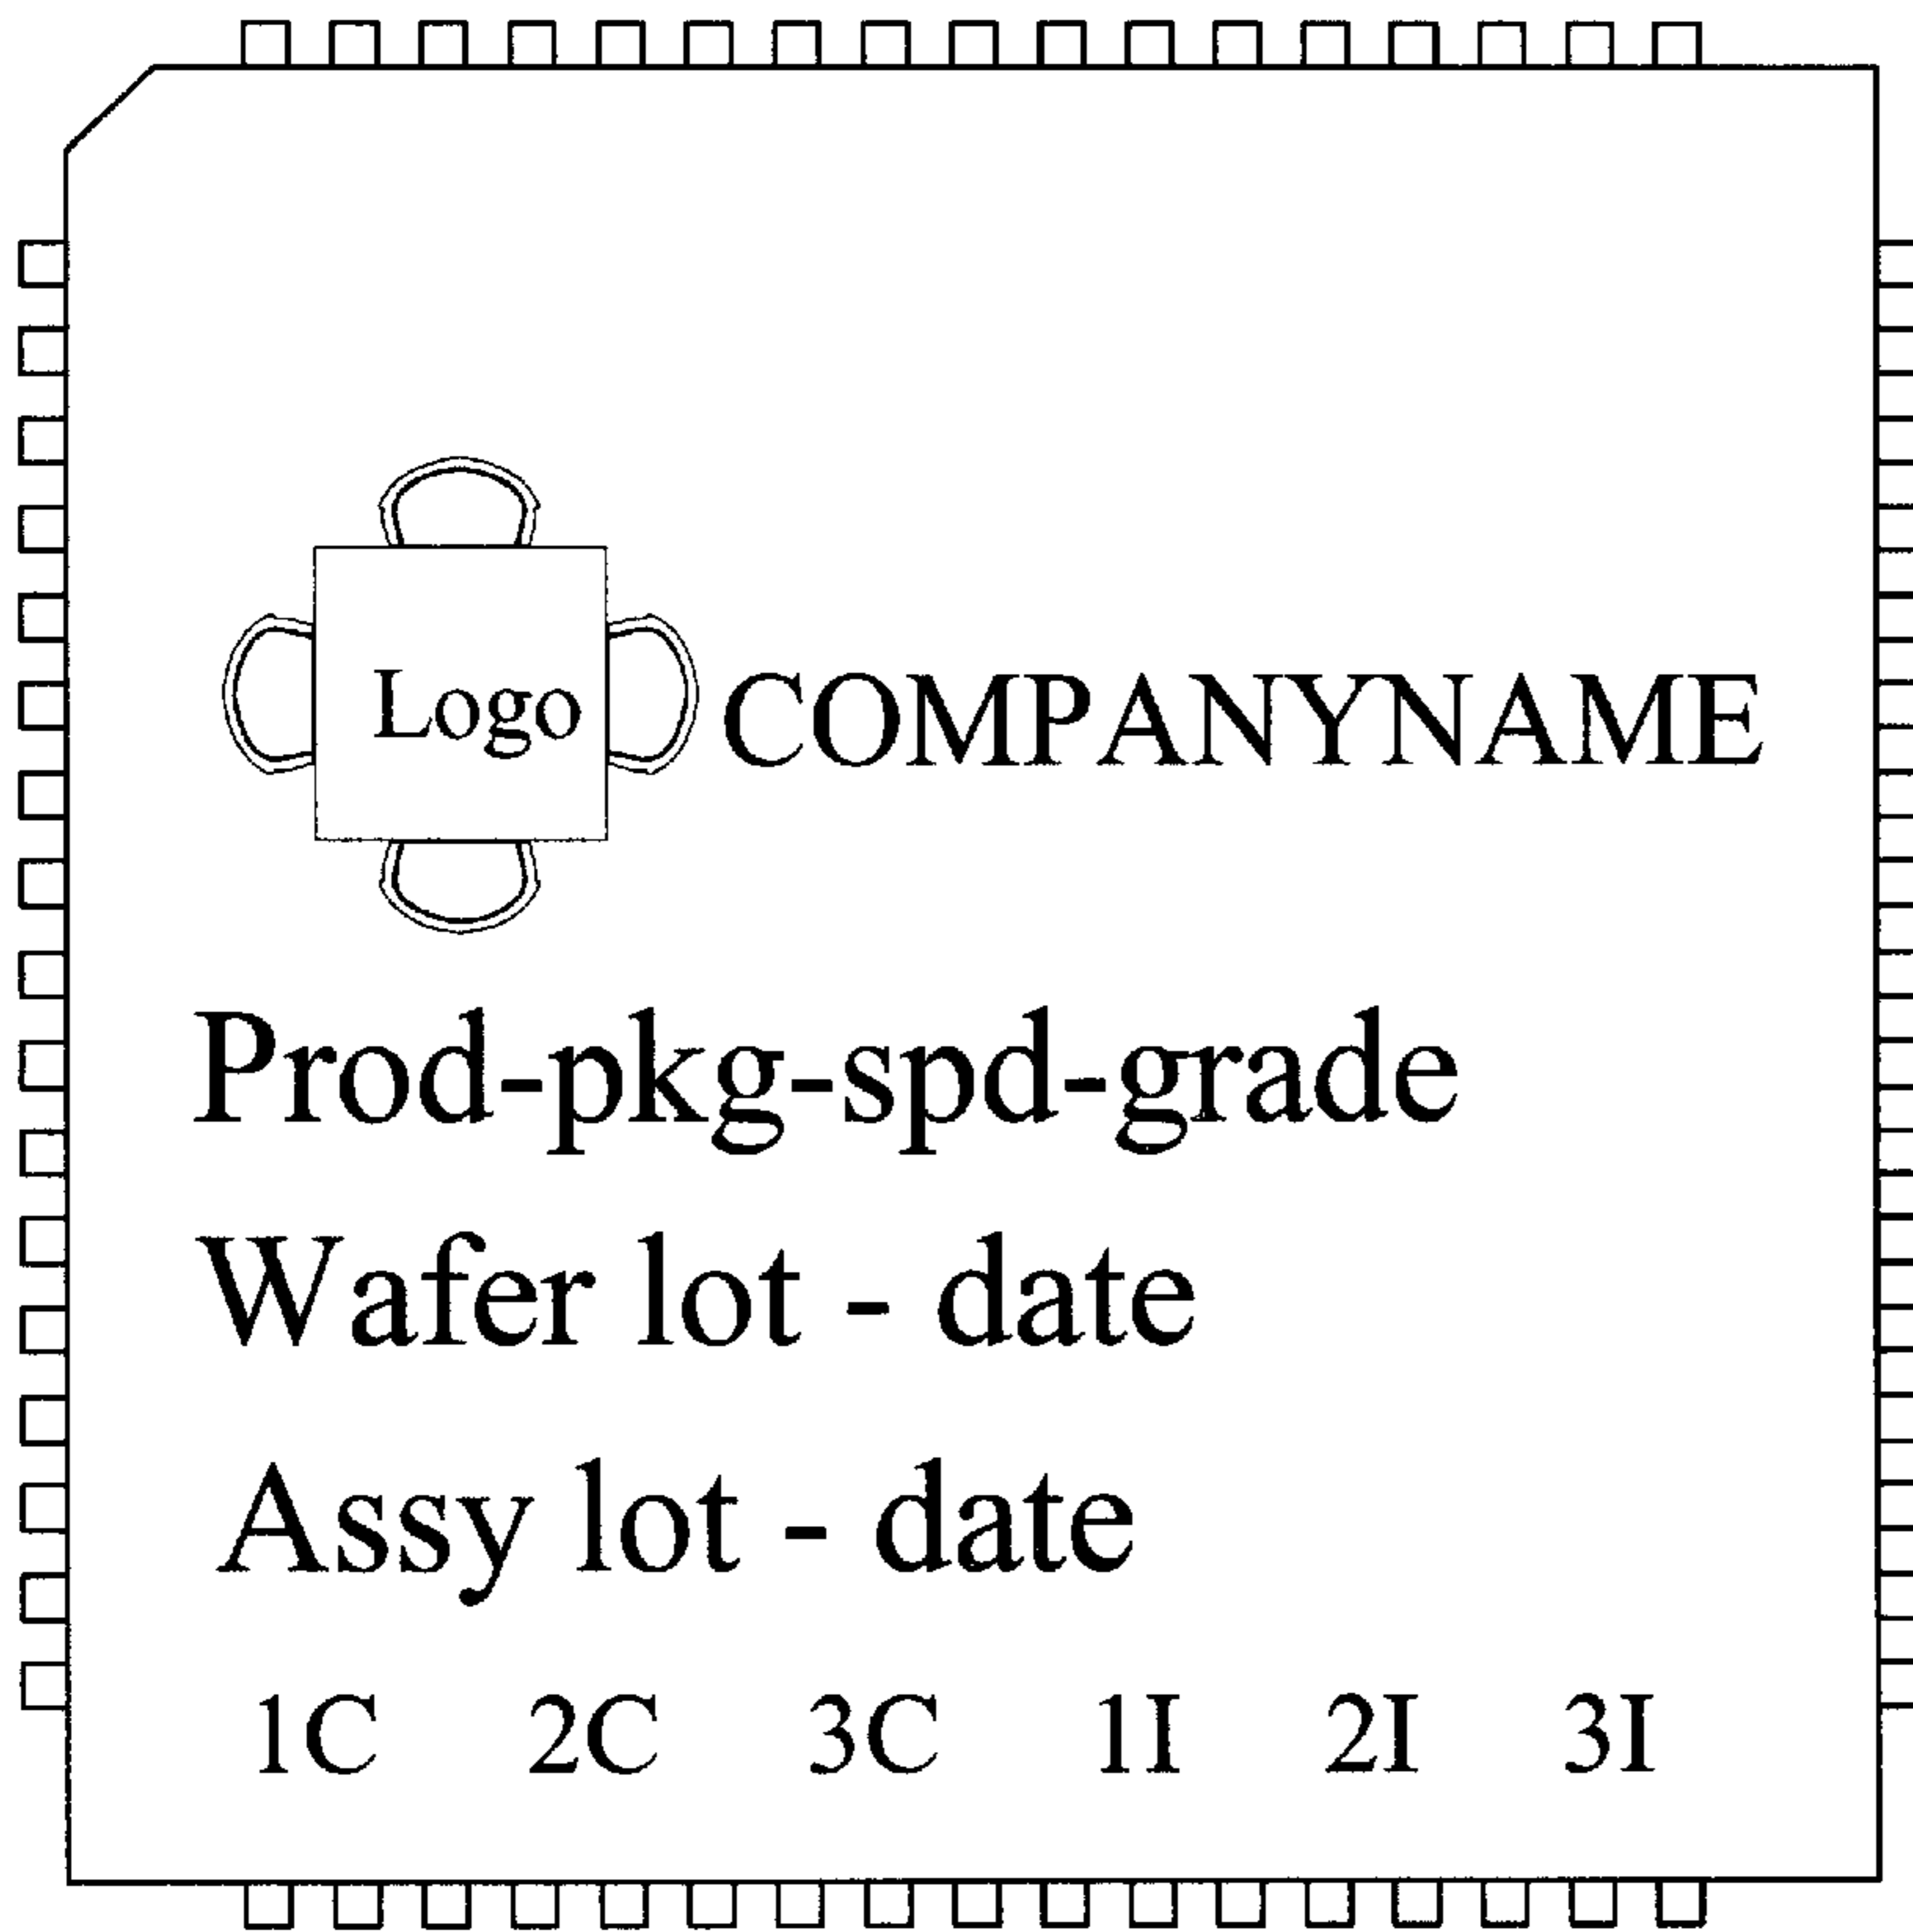 Logo COMPANYNAME
Prod-pkg-spd-grade
Wafer lot - date
Assy lot - date
1C 2C 3C 1I 2I 3I